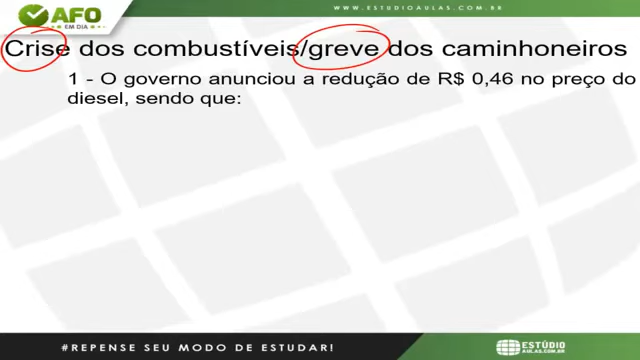 AFO
EM DIA
WWW.ESTUDIOAULAS.COM.BR
Crise dos combustíveis/greve dos caminhoneiros
1 - O governo anunciou a redução de R$ 0,46 no preço do
diesel, sendo que:
#REPENSE SEU MODO DE ESTUDAR!
ESTÚDIO
AULAS.COM.BR